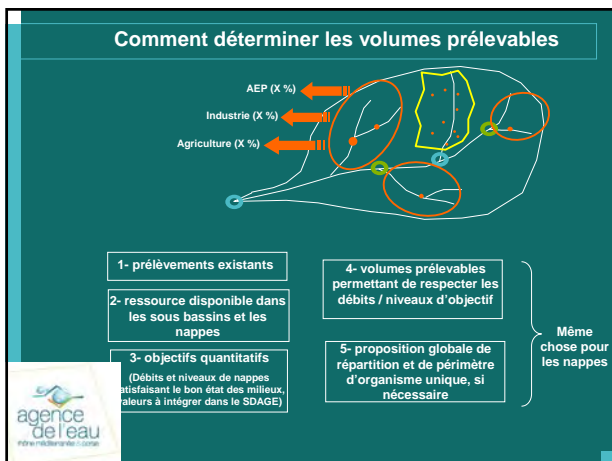 Comment déterminer les volumes prélevables
AEP (X %)
Industrie (X %)
Agriculture (X %)
1- prélèvements existants
2- ressource disponible dans
les sous bassins et les
nappes
3- objectifs quantitatifs
(Débits et niveaux de nappes
satisfaisant le bon état des milieux,
valeurs à intégrer dans le SDAGE)
4- volumes prélevables
permettant de respecter les
débits / niveaux d'objectif
5- proposition globale de
répartition et de périmètre
d'organisme unique, si
nécessaire
Même
chose pour
les nappes
agence
de l'eau
rhône méditerranée & corse